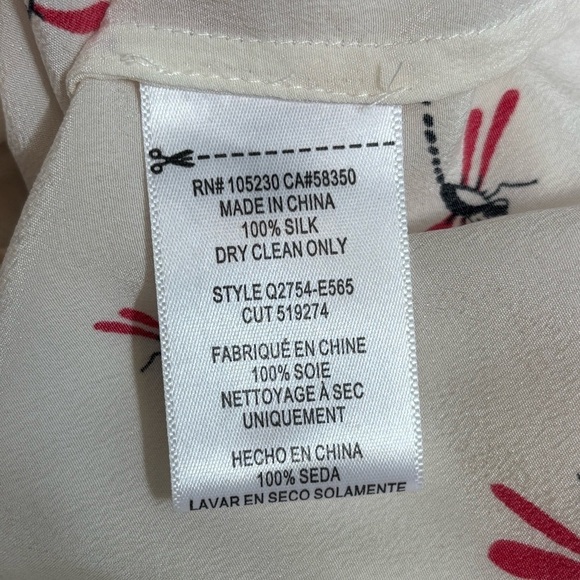 RN# 105230 CA#58350
MADE IN CHINA
100% SILK
DRY CLEAN ONLY
STYLE Q2754-E565
CUT 519274
FABRIQUÉ EN CHINE
100% SOIE
NETTOYAGE À SEC
UNIQUEMENT
HECHO EN CHINA
100% SEDA
LAVAR EN SECO SOLAMENTE